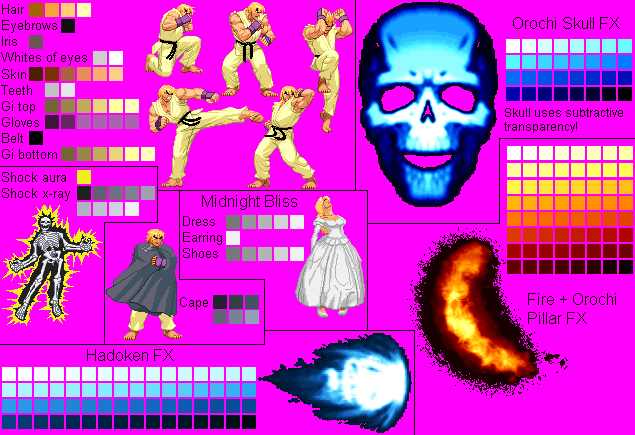 Hair
Eyebrows
Iris
Whites of eyes
Skin
Teeth
Gi top
Gloves
Belt
Gi bottom
Shock aura
Shock x-ray
Midnight Bliss
Dress
Earring
Shoes
Cape
Hadoken FX
Orochi Skull FX
Skull uses subtractive
transparency!
Fire + Orochi
Pillar FX